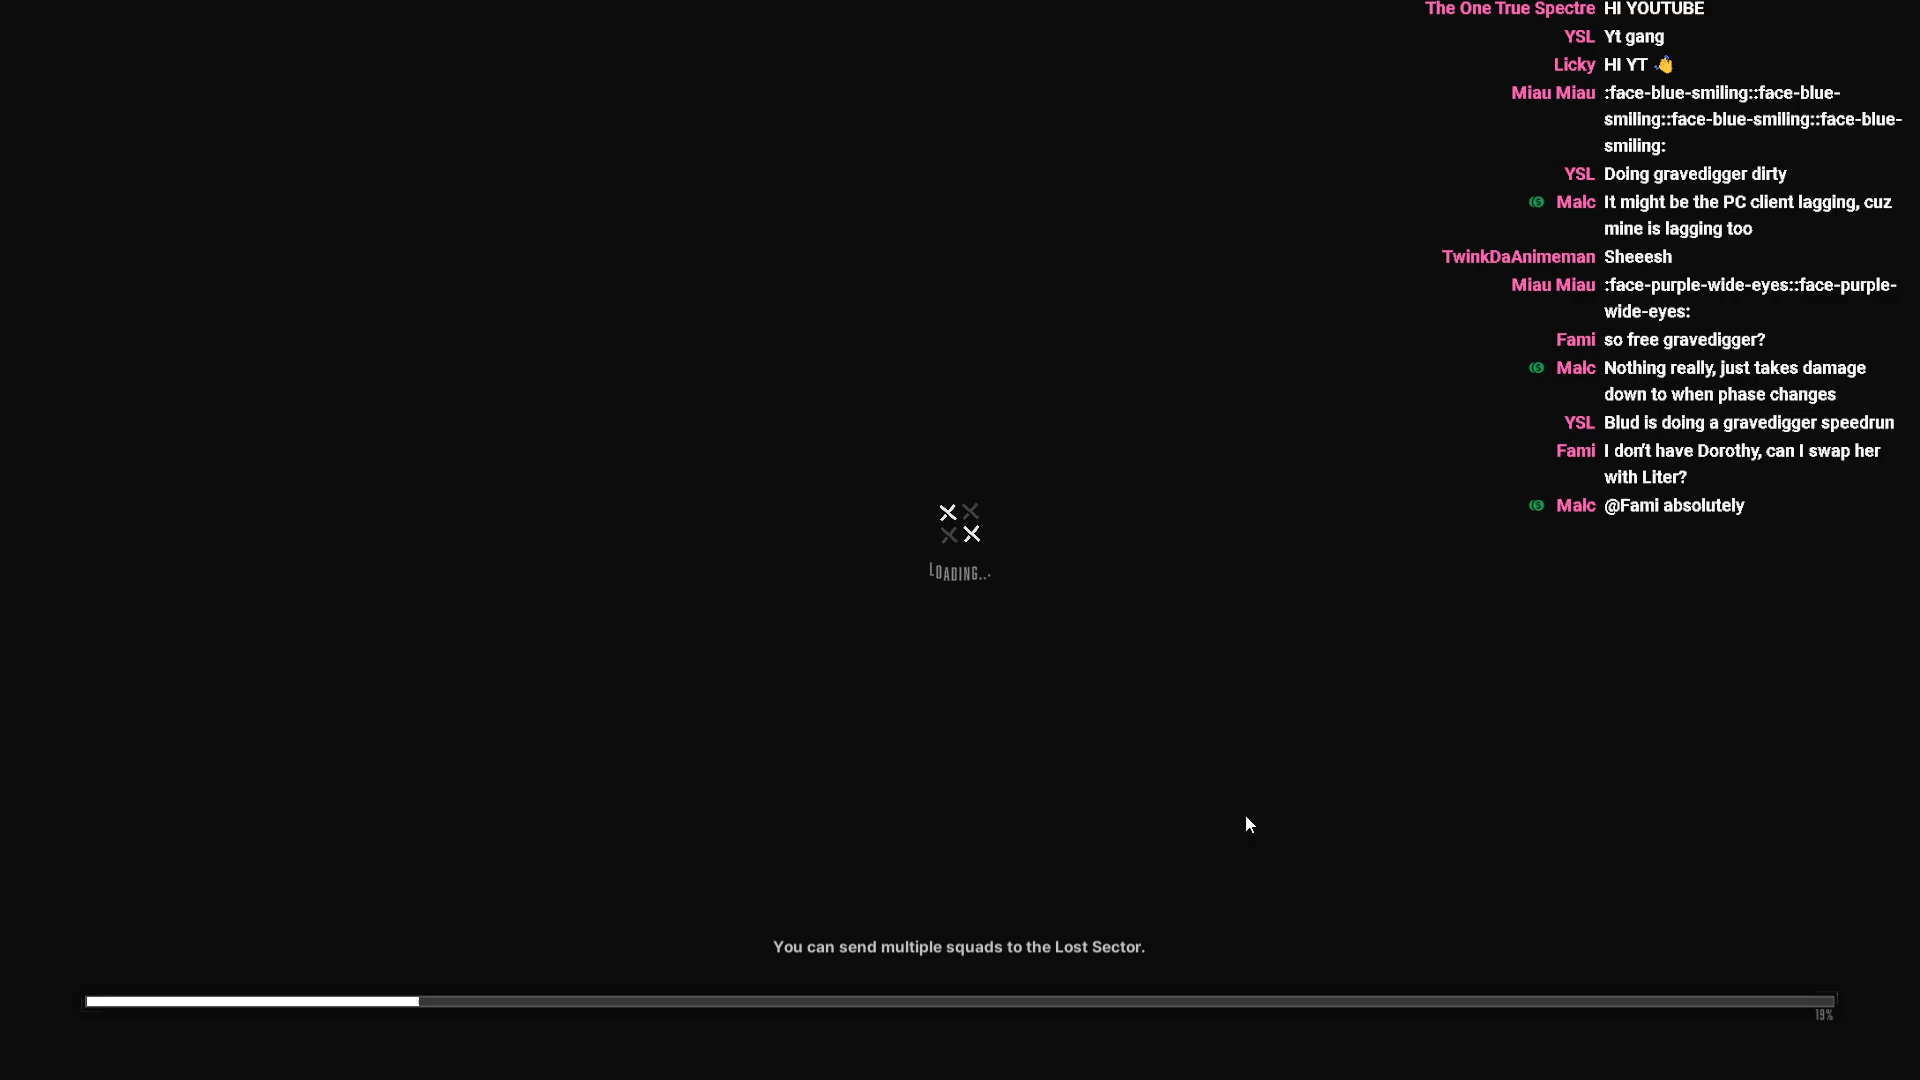 The One True Spectre HI YOUTUBE
YSL Yt gang
Licky HI YT 👋
Miau Miau :face-blue-smiling::face-blue-
smiling::face-blue-smiling::face-blue-
smiling:
YSL Doing gravedigger dirty
Malc It might be the PC client lagging, cuz
mine is lagging too
TwinkDaAnimeman Sheeesh
Miau Miau :face-purple-wide-eyes::face-purple-
wide-eyes:
Fami so free gravedigger?
Malc Nothing really, just takes damage
down to when phase changes
YSL Blud is doing a gravedigger speedrun
Fami I don't have Dorothy, can I swap her
with Liter?
Malc @Fami absolutely
LOADING...
You can send multiple squads to the Lost Sector.
19%